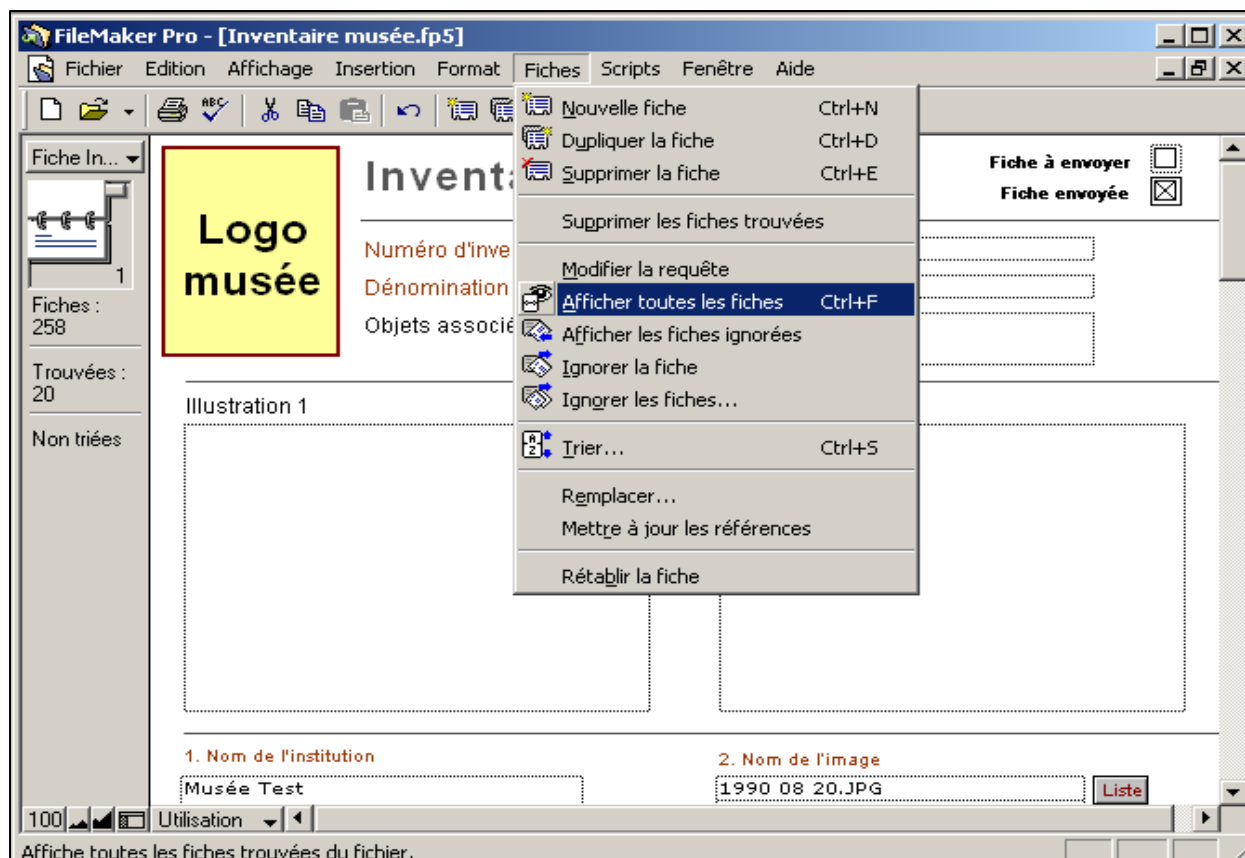 FileMaker Pro - [Inventaire musée.fp5]
Fichier Edition Affichage Insertion Format Fiches Scripts Fenêtre Aide
ABC
Fiche In...
1
Fiches :
258
Trouvées :
20
Non triées
Logo
musée
Invent
Numéro d'inve
Dénomination
Objets associé
Nouvelle fiche Ctrl+N
Dupliquer la fiche Ctrl+D
Supprimer la fiche Ctrl+E
Supprimer les fiches trouvées
Modifier la requête
Afficher toutes les fiches Ctrl+F
Afficher les fiches ignorées
Ignorer la fiche
Ignorer les fiches...
Trier... Ctrl+S
Remplacer...
Mettre à jour les références
Rétablir la fiche
Fiche à envoyer
Fiche envoyée
Illustration 1
1. Nom de l'institution
Musée Test
2. Nom de l'image
1990 08 20.JPG
Liste
100 Utilisation
Affiche toutes les fiches trouvées du fichier.